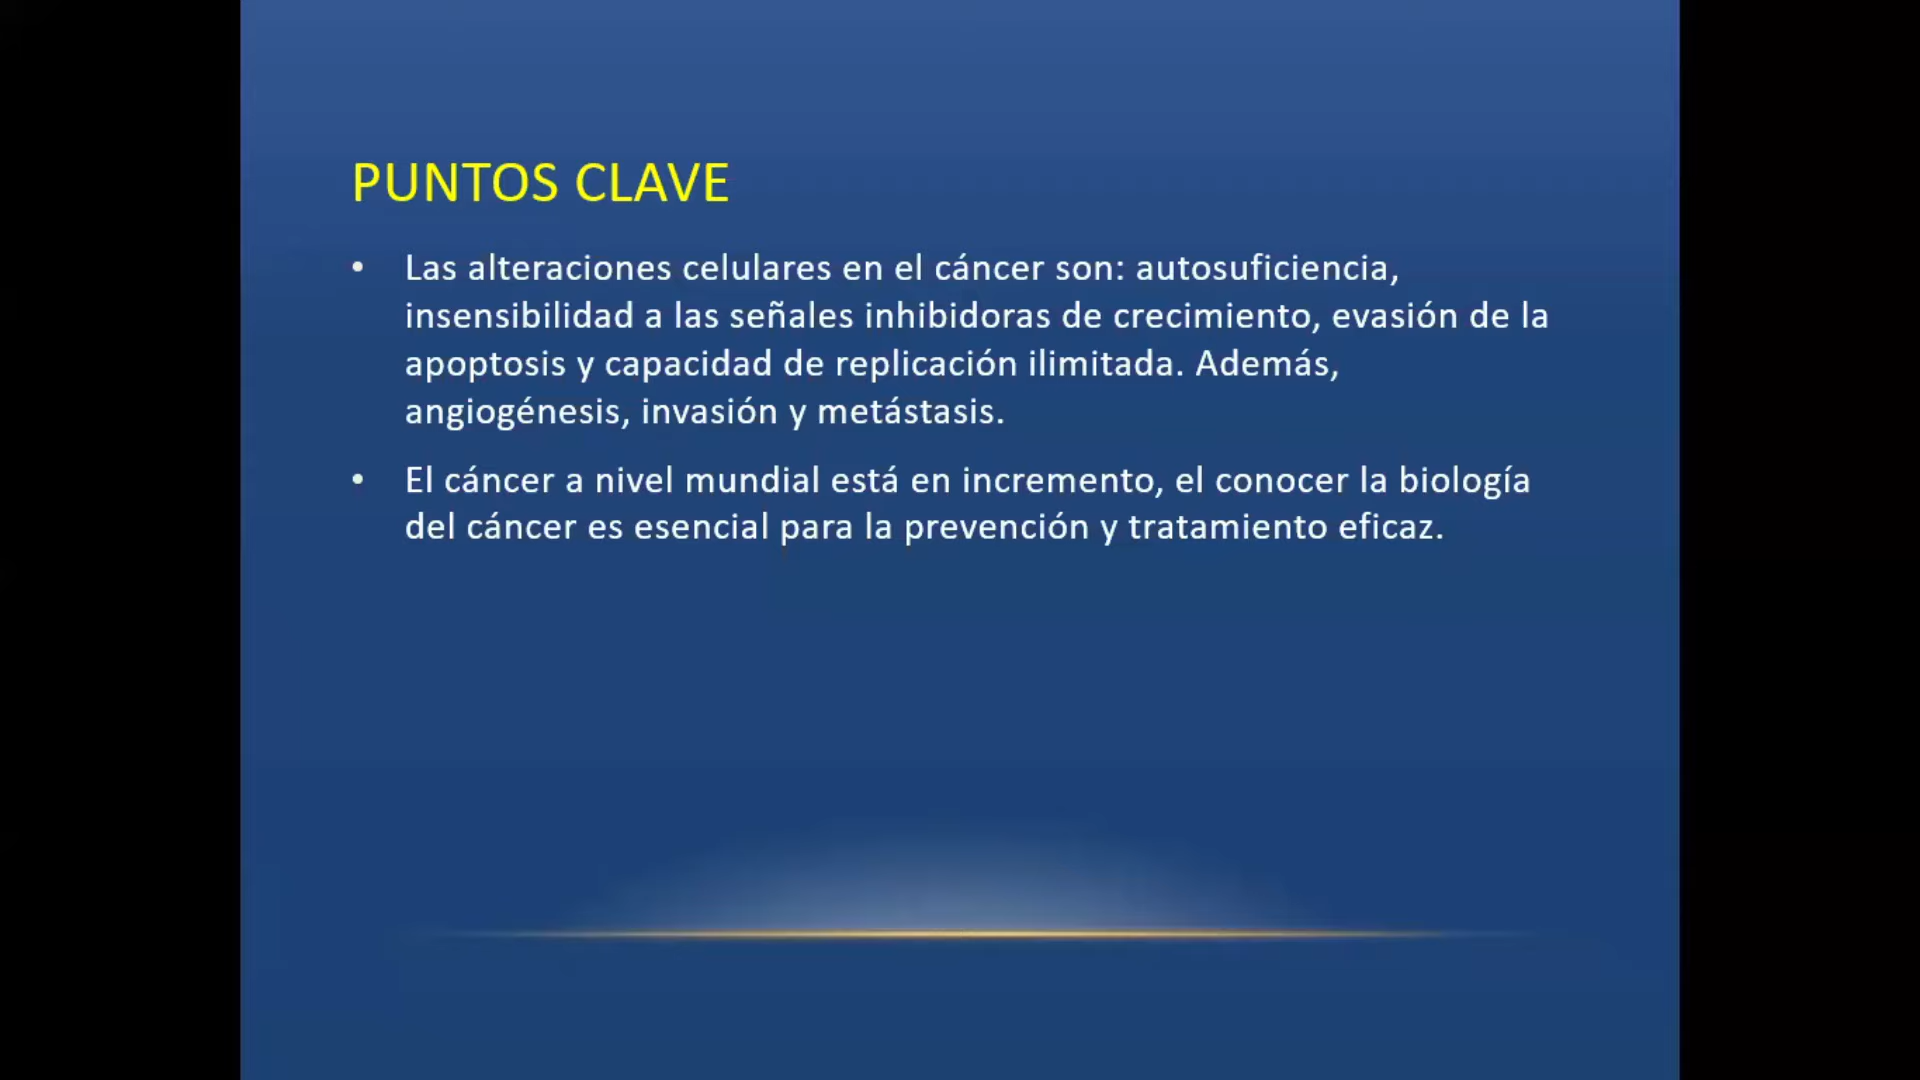 PUNTOS CLAVE
• Las alteraciones celulares en el cáncer son: autosuficiencia,
insensibilidad a las señales inhibidoras de crecimiento, evasión de la
apoptosis y capacidad de replicación ilimitada. Además,
angiogénesis, invasión y metástasis.
• El cáncer a nivel mundial está en incremento, el conocer la biología
del cáncer es esencial para la prevención y tratamiento eficaz.